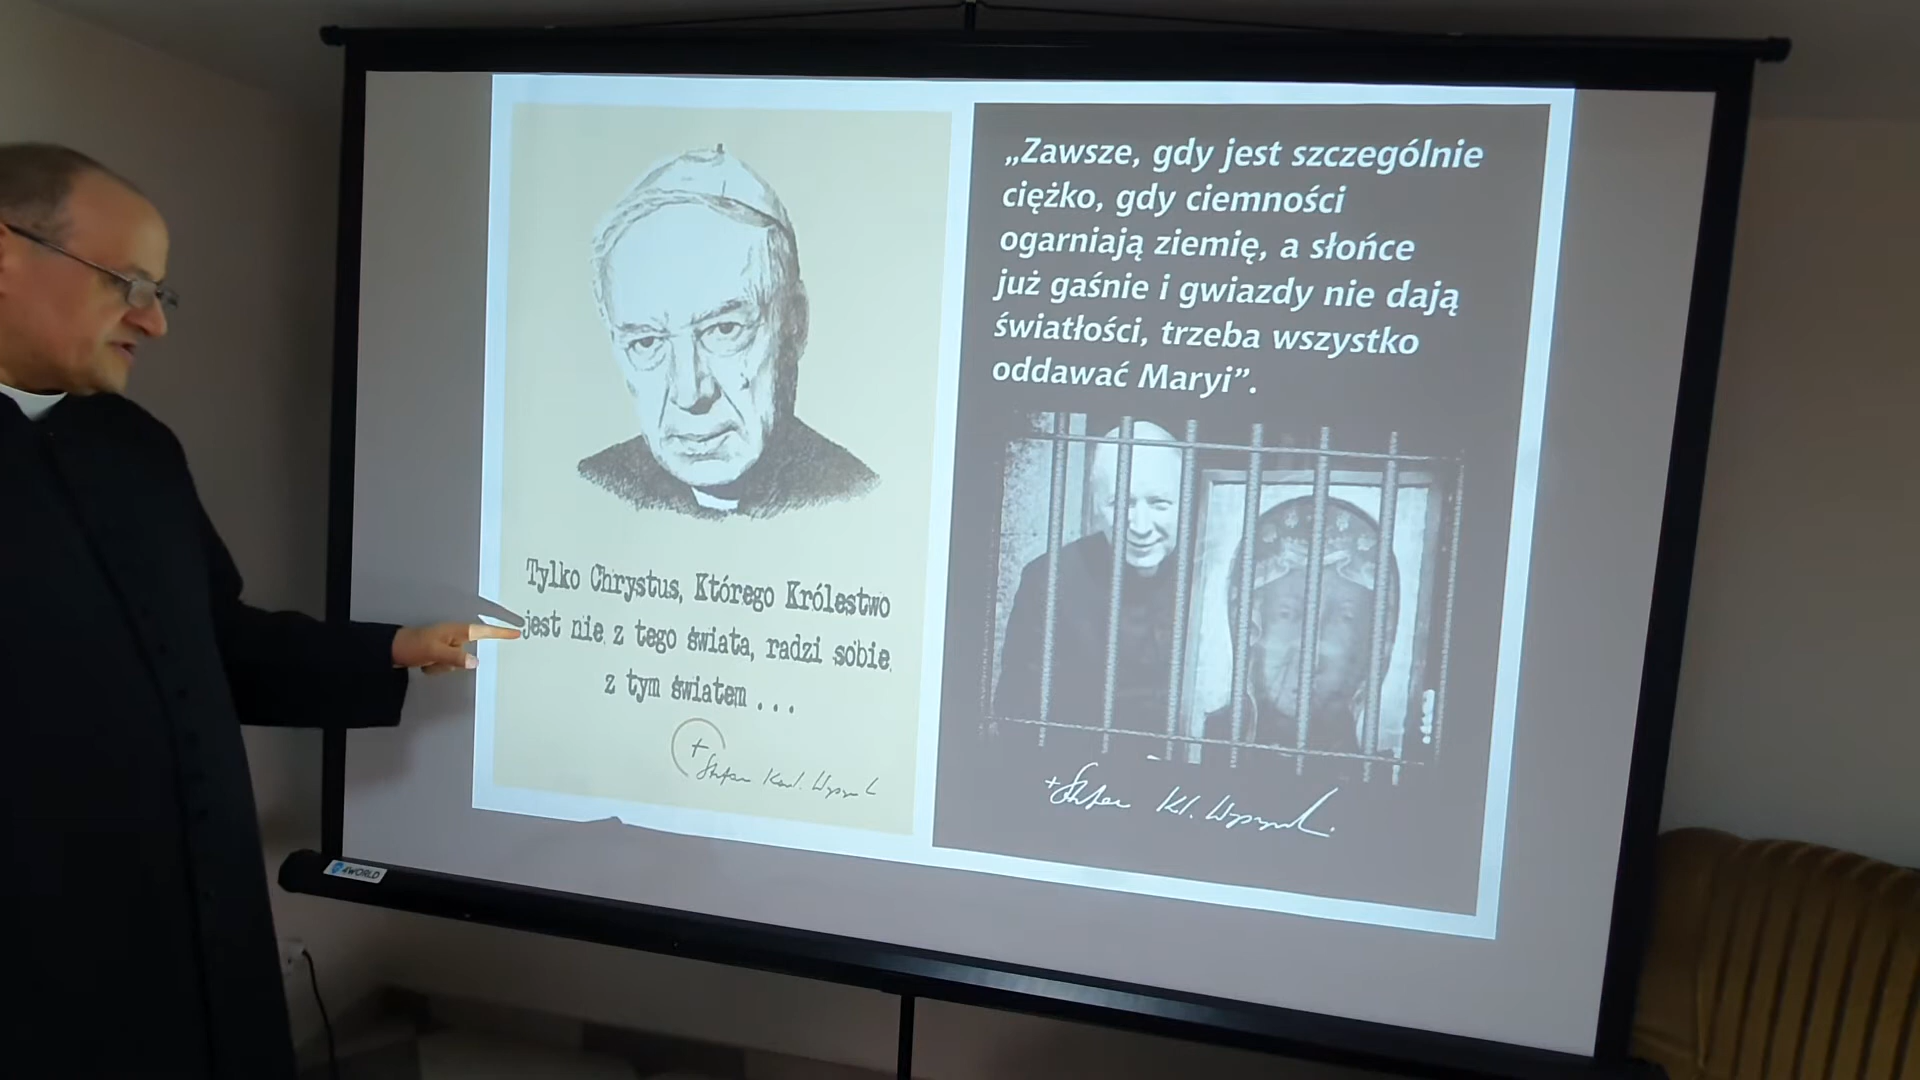 Tylko Chrystus, Którego Królestwo
jest nie z tego świata, radzi sobie
z tym światem . . .
„Zawsze, gdy jest szczególnie
ciężko, gdy ciemności
ogarniają ziemię, a słońce
już gaśnie i gwiazdy nie dają
światłości, trzeba wszystko
oddawać Maryi”.
4WORLD